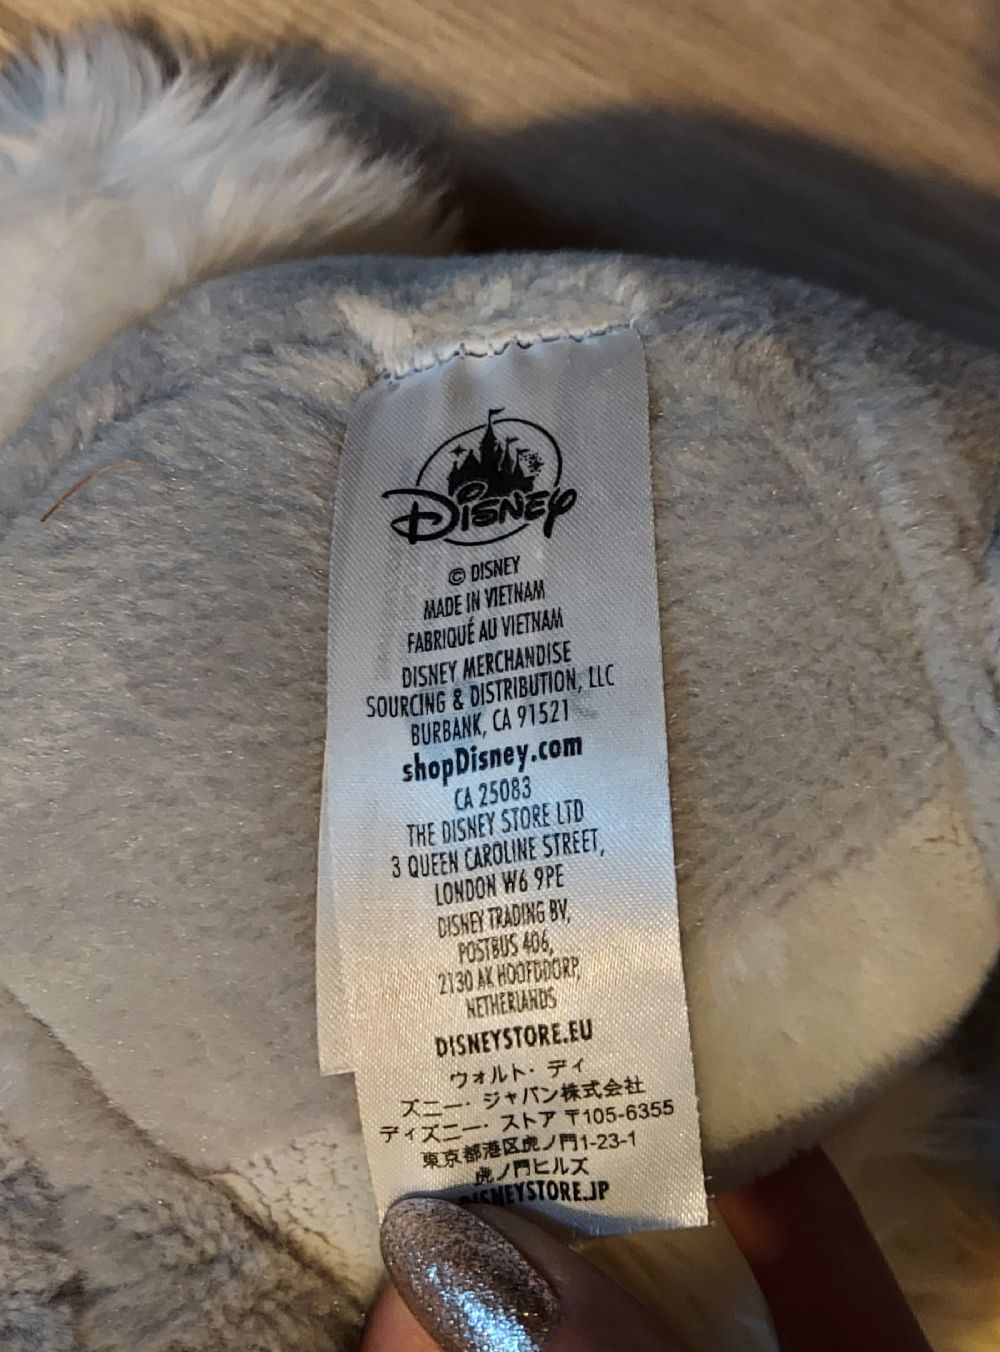 Disney
© DISNEY
MADE IN VIETNAM
FABRIQUÉ AU VIETNAM
DISNEY MERCHANDISE
SOURCING & DISTRIBUTION, LLC
BURBANK, CA 91521
shopDisney.com
CA 25083
THE DISNEY STORE LTD
3 QUEEN CAROLINE STREET,
LONDON W6 9PE
DISNEY TRADING BV,
POSTBUS 406,
2130 AK HOOFDDORP,
NETHERLANDS
DISNEYSTORE.EU
ウォルト・ディ
ズニー・ジャパン株式会社
ディズニー・ストア 〒105-6355
東京都港区虎ノ門1-23-1
虎ノ門ヒルズ
DISNEYSTORE.JP